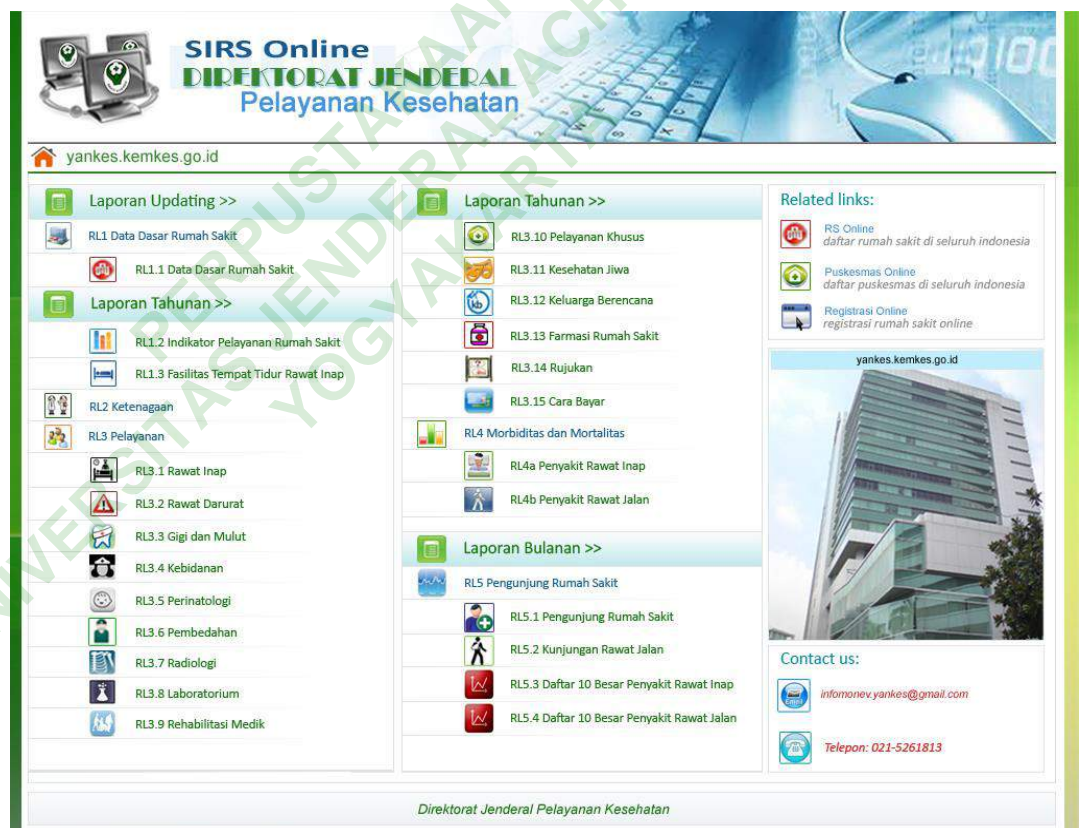 SIRS Online
DIREKTORAT JENDERAL
Pelayanan Kesehatan
yankes.kemkes.go.id
Laporan Updating >>
RL1 Data Dasar Rumah Sakit
RL1.1 Data Dasar Rumah Sakit
Laporan Tahunan >>
RL1.2 Indikator Pelayanan Rumah Sakit
RL1.3 Fasilitas Tempat Tidur Rawat Inap
RL2 Ketenagaan
RL3 Pelayanan
RL3.1 Rawat Inap
RL3.2 Rawat Darurat
RL3.3 Gigi dan Mulut
RL3.4 Kebidanan
RL3.5 Perinatologi
RL3.6 Pembedahan
RL3.7 Radiologi
RL3.8 Laboratorium
RL3.9 Rehabilitasi Medik
Laporan Tahunan >>
RL3.10 Pelayanan Khusus
RL3.11 Kesehatan Jiwa
kb
RL3.12 Keluarga Berencana
RL3.13 Farmasi Rumah Sakit
RL3.14 Rujukan
RL3.15 Cara Bayar
RL4 Morbiditas dan Mortalitas
RL4a Penyakit Rawat Inap
RL4b Penyakit Rawat Jalan
Laporan Bulanan >>
RL5 Pengunjung Rumah Sakit
RL5.1 Pengunjung Rumah Sakit
RL5.2 Kunjungan Rawat Jalan
RL5.3 Daftar 10 Besar Penyakit Rawat Inap
RL5.4 Daftar 10 Besar Penyakit Rawat Jalan
Related links:
RS Online
daftar rumah sakit di seluruh indonesia
Puskesmas Online
daftar puskesmas di seluruh indonesia
Registrasi Online
registrasi rumah sakit online
yankes.kemkes.go.id
Contact us:
Email
infomonev.yankes@gmail.com
Telepon: 021-5261813
Direktorat Jenderal Pelayanan Kesehatan
PERPUSTAKAAN
UNIVERSITAS JENDERAL ACH
YOGYAKARTA